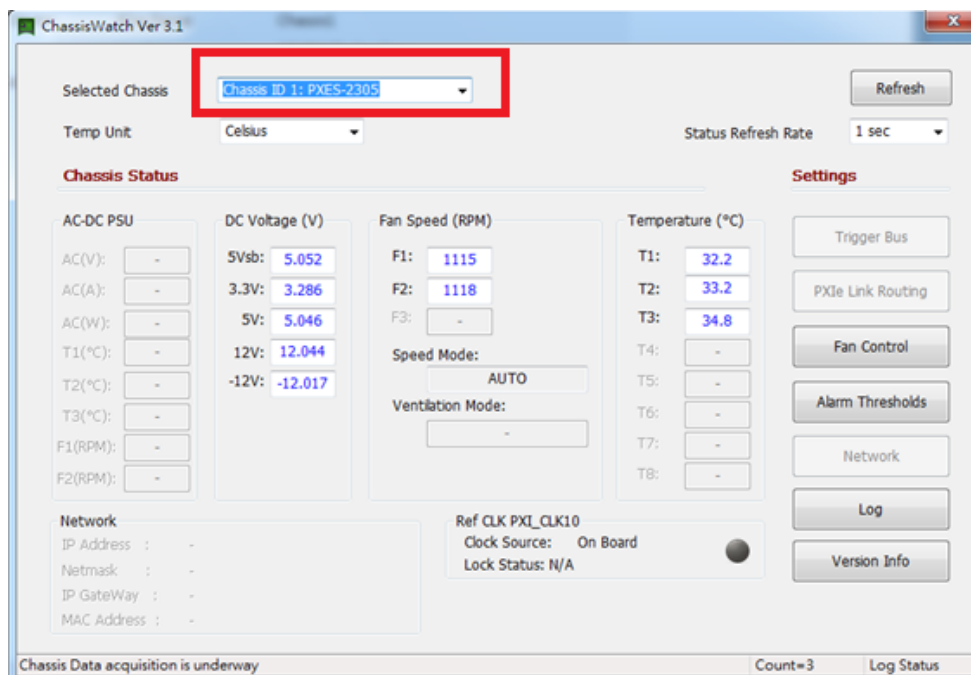 ChassisWatch Ver 3.1
Selected Chassis Chassis ID 1: PXES-2305 Refresh
Temp Unit Celsius Status Refresh Rate 1 sec
Chassis Status Settings
AC-DC PSU DC Voltage (V) Fan Speed (RPM) Temperature (°C)
Trigger Bus
AC(V): - 5Vsb: 5.052 F1: 1115 T1: 32.2
AC(A): - 3.3V: 3.286 F2: 1118 T2: 33.2 PXIe Link Routing
AC(W): - 5V: 5.046 F3: - T3: 34.8
T1(°C): - 12V: 12.044 Speed Mode: T4: - Fan Control
T2(°C): - -12V: -12.017 AUTO T5: -
T3(°C): - Ventilation Mode: T6: - Alarm Thresholds
F1(RPM): - - T7: - Network
F2(RPM): - T8: -
Log
Network Ref CLK PXI_CLK10
IP Address : - Clock Source: On Board
Netmask : - Lock Status: N/A Version Info
IP GateWay : -
MAC Address : -
Chassis Data acquisition is underway Count=3 Log Status